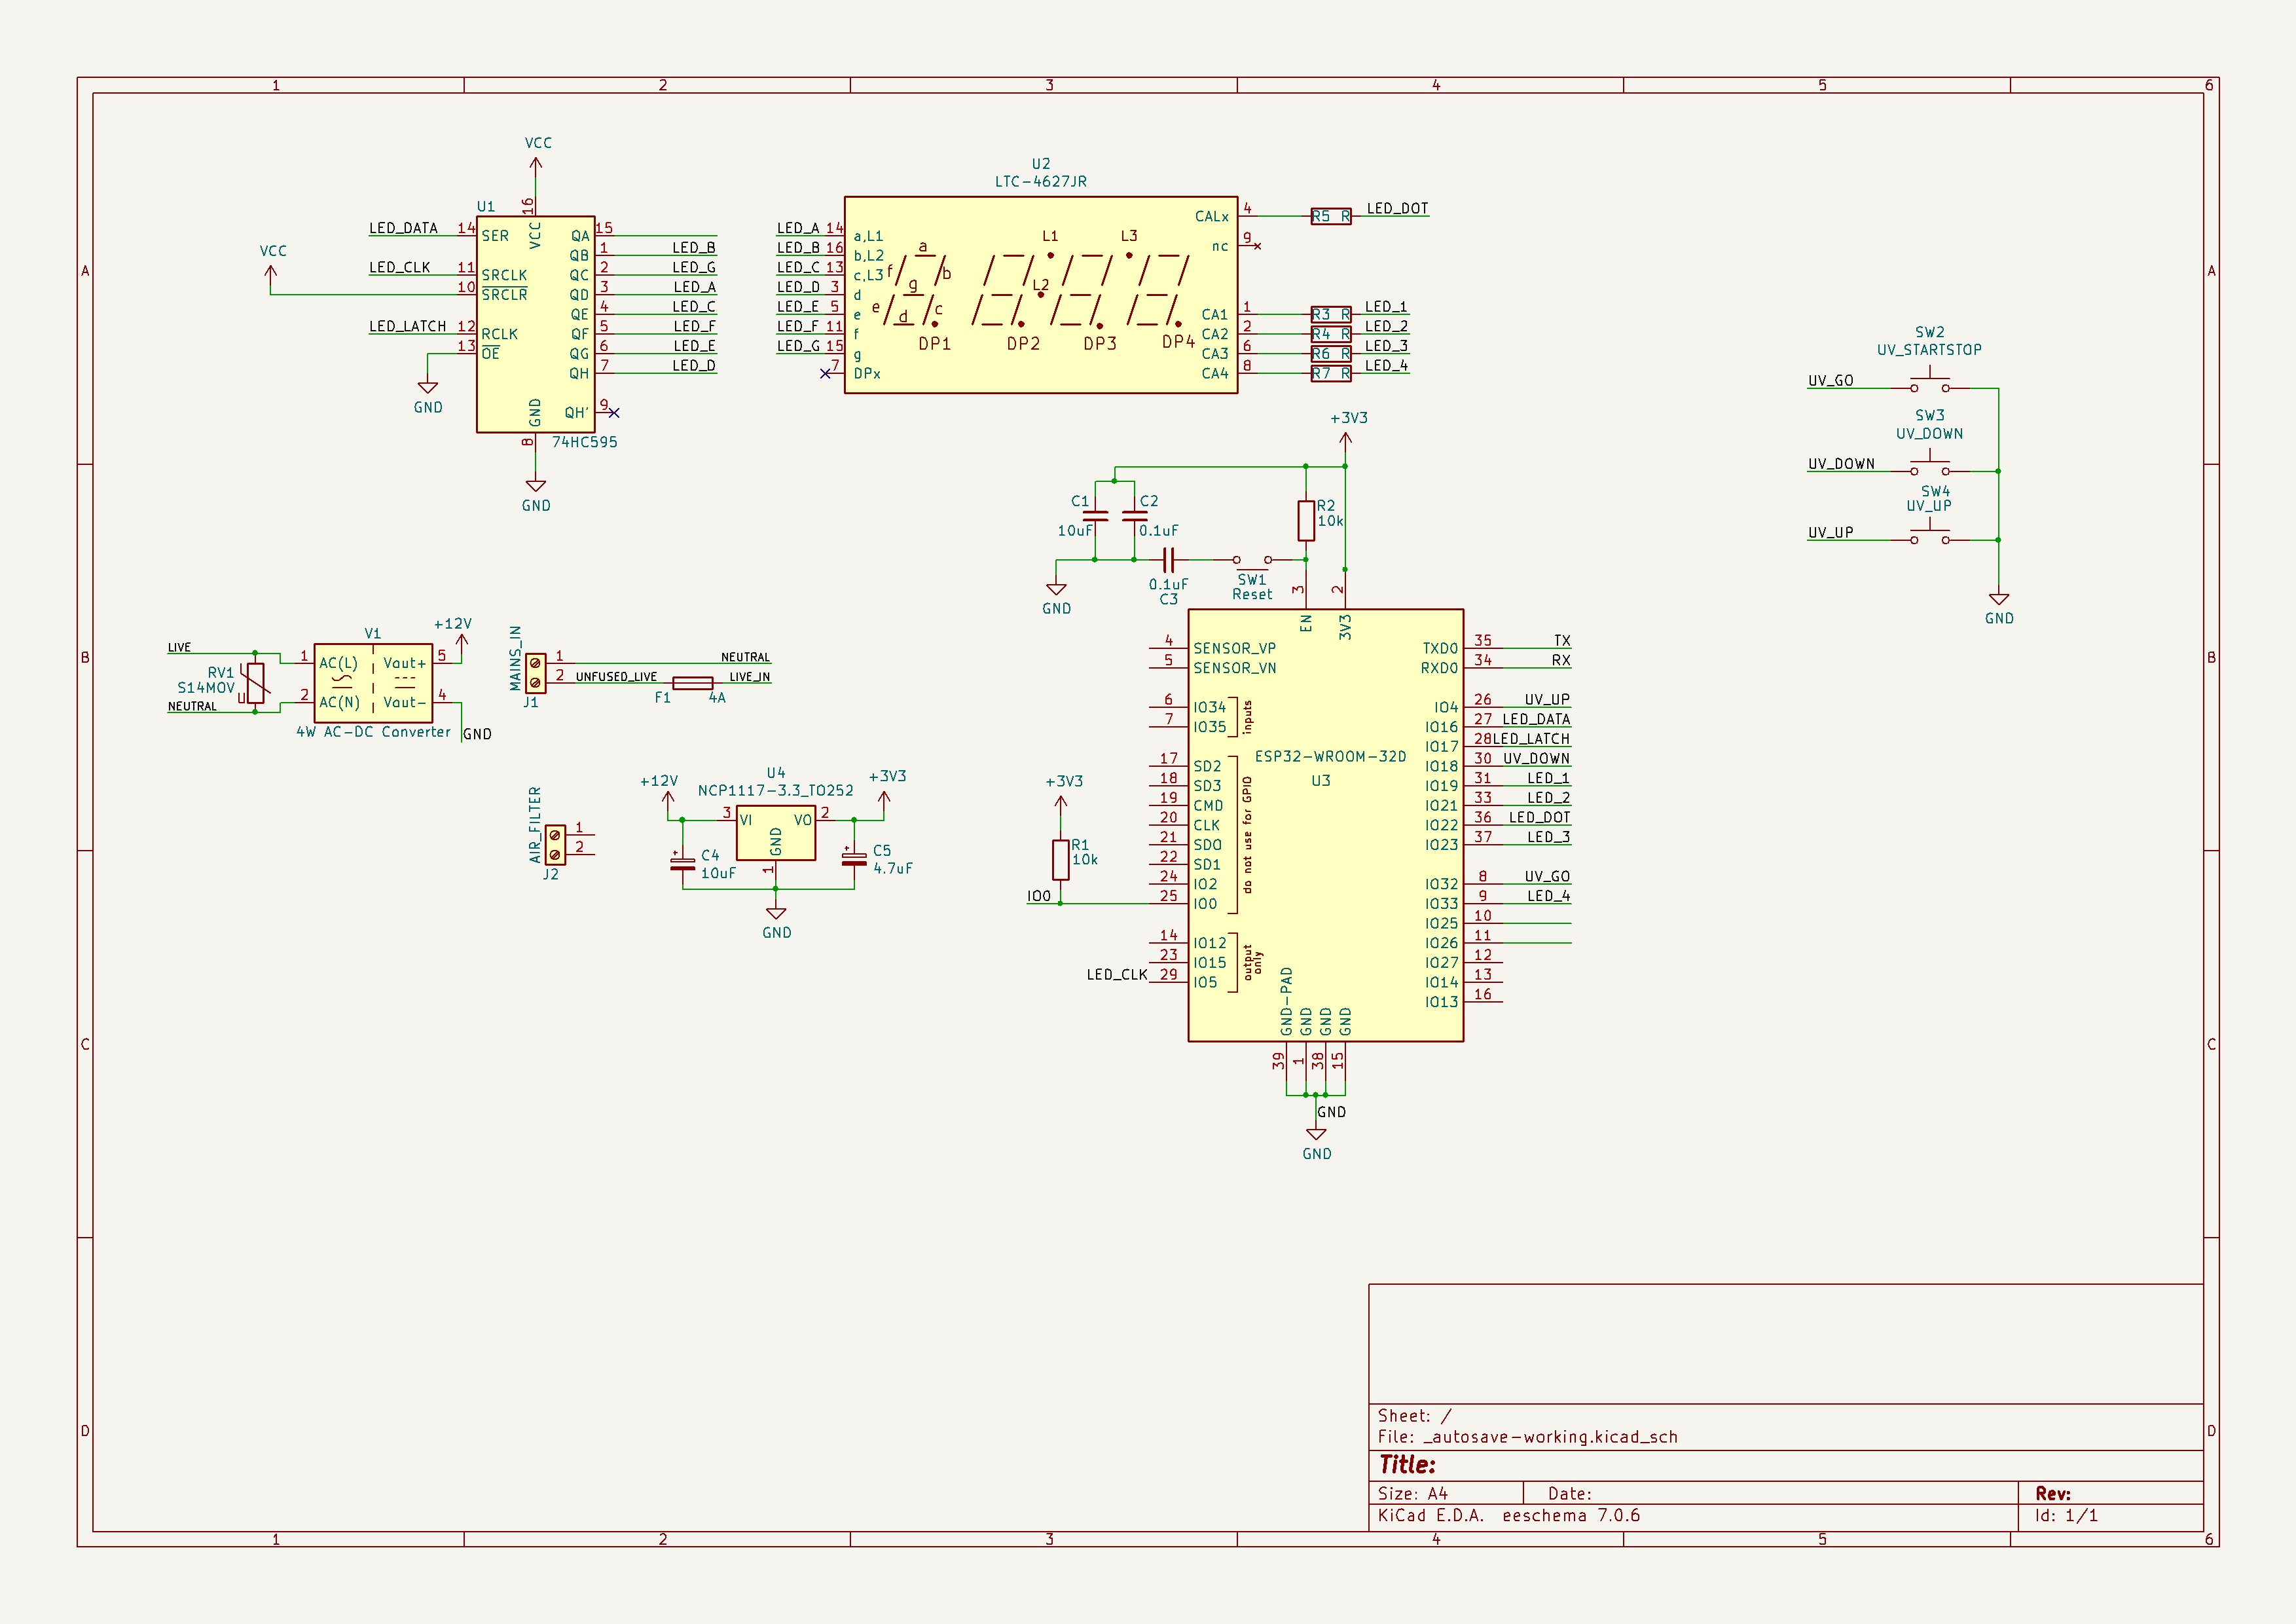 1 2 3 4 5 6
A
B
C
D
A
B
C
D
VCC
U1
16
VCC
LED_DATA 14 SER QA 15
QB 1 LED_B
VCC
LED_CLK 11 SRCLK QC 2 LED_G
10 SRCLR QD 3 LED_A
QE 4 LED_C
LED_LATCH 12 RCLK QF 5 LED_F
13 OE QG 6 LED_E
QH 7 LED_D
GND
QH' 9
GND
8
74HC595
GND
U2
LTC-4627JR
CALx 4 R5 R LED_DOT
LED_A 14 a,L1
nc 9
LED_B 16 b,L2
LED_C 13 c,L3
LED_D 3 d
LED_E 5 e
LED_F 11 f
LED_G 15 g
7 DPx
a
b
c
d
e
f
g
L1
L2
L3
DP1 DP2 DP3 DP4
CA1 1 R3 R LED_1
CA2 2 R4 R LED_2
CA3 6 R6 R LED_3
CA4 8 R7 R LED_4
SW2
UV_STARTSTOP
UV_GO
SW3
UV_DOWN
UV_DOWN
SW4
UV_UP
UV_UP
GND
+3V3
C1
10uF
C2
0.1uF
R2
10k
GND
0.1uF
C3
SW1
Reset
3
2
EN
3V3
4 SENSOR_VP
5 SENSOR_VN
6 IO34
7 IO35
inputs
17 SD2
18 SD3
19 CMD
20 CLK
21 SDO
22 SD1
24 IO2
25 IO0
do not use for GPIO
14 IO12
23 IO15
LED_CLK 29 IO5
output
only
ESP32-WROOM-32D
U3
TXD0 35 TX
RXD0 34 RX
IO4 26 UV_UP
IO16 27 LED_DATA
IO17 28 LED_LATCH
IO18 30 UV_DOWN
IO19 31 LED_1
IO21 33 LED_2
IO22 36 LED_DOT
IO23 37 LED_3
IO32 8 UV_GO
IO33 9 LED_4
IO25 10
IO26 11
IO27 12
IO14 13
IO13 16
GND-PAD GND GND GND
39 1 38 15
GND
GND
+3V3
R1
10k
IO0
LIVE
RV1
S14MOV
U
NEUTRAL
V1
+12V
1 AC(L) Vout+ 5
2 AC(N) Vout- 4
4W AC-DC Converter
GND
MAINS_IN
J1
1 NEUTRAL
2 UNFUSED_LIVE
F1 4A
LIVE_IN
AIR_FILTER
J2
1
2
U4
NCP1117-3.3_TO252
+12V
+3V3
3 VI VO 2
GND
1
C4
10uF
C5
4.7uF
GND
Sheet: /
File: _autosave-working.kicad_sch
Title:
Size: A4 Date: Rev:
KiCad E.D.A. eeschema 7.0.6 Id: 1/1
1 2 3 4 5 6